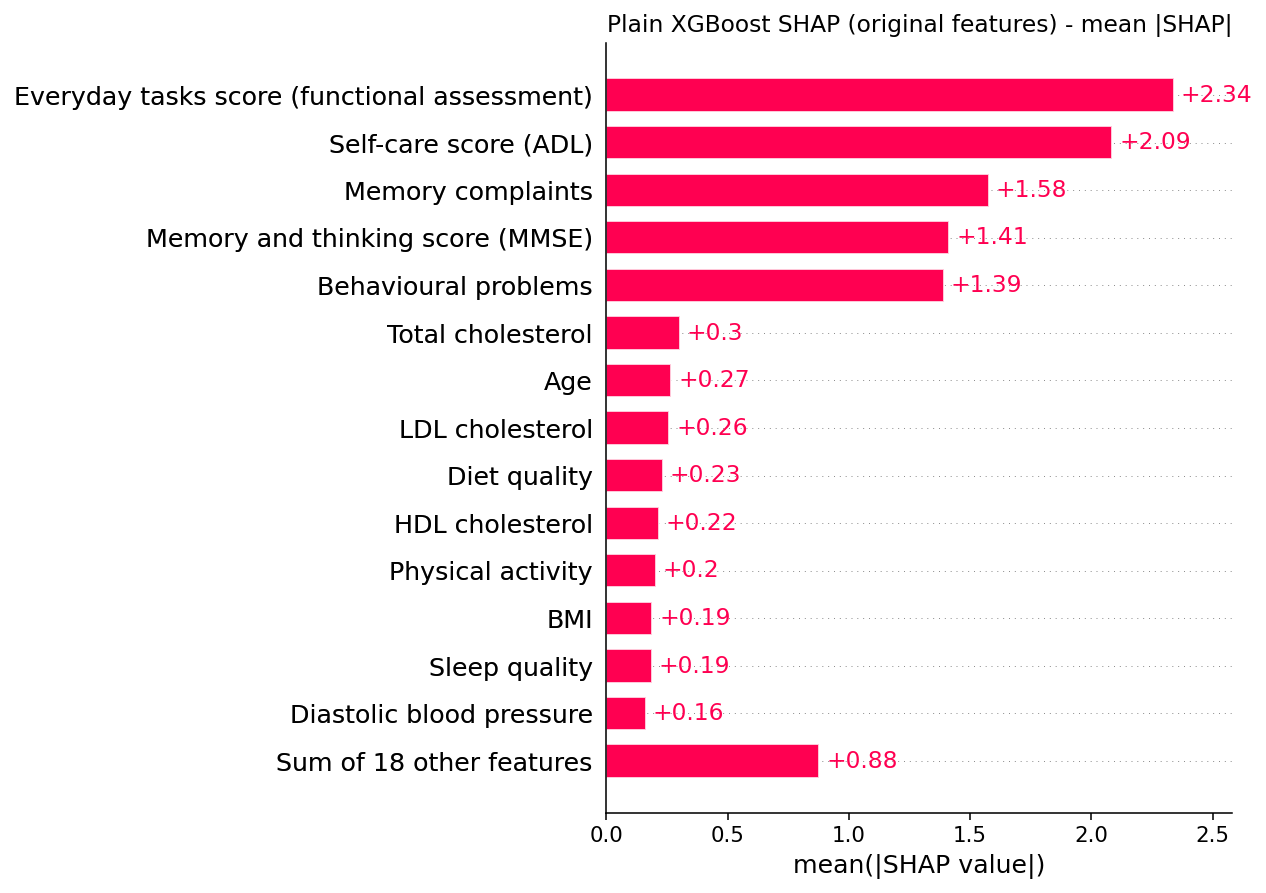 Plain XGBoost SHAP (original features) - mean |SHAP|
Everyday tasks score (functional assessment) +2.34
Self-care score (ADL) +2.09
Memory complaints +1.58
Memory and thinking score (MMSE) +1.41
Behavioural problems +1.39
Total cholesterol +0.3
Age +0.27
LDL cholesterol +0.26
Diet quality +0.23
HDL cholesterol +0.22
Physical activity +0.2
BMI +0.19
Sleep quality +0.19
Diastolic blood pressure +0.16
Sum of 18 other features +0.88
0.0 0.5 1.0 1.5 2.0 2.5
mean(|SHAP value|)